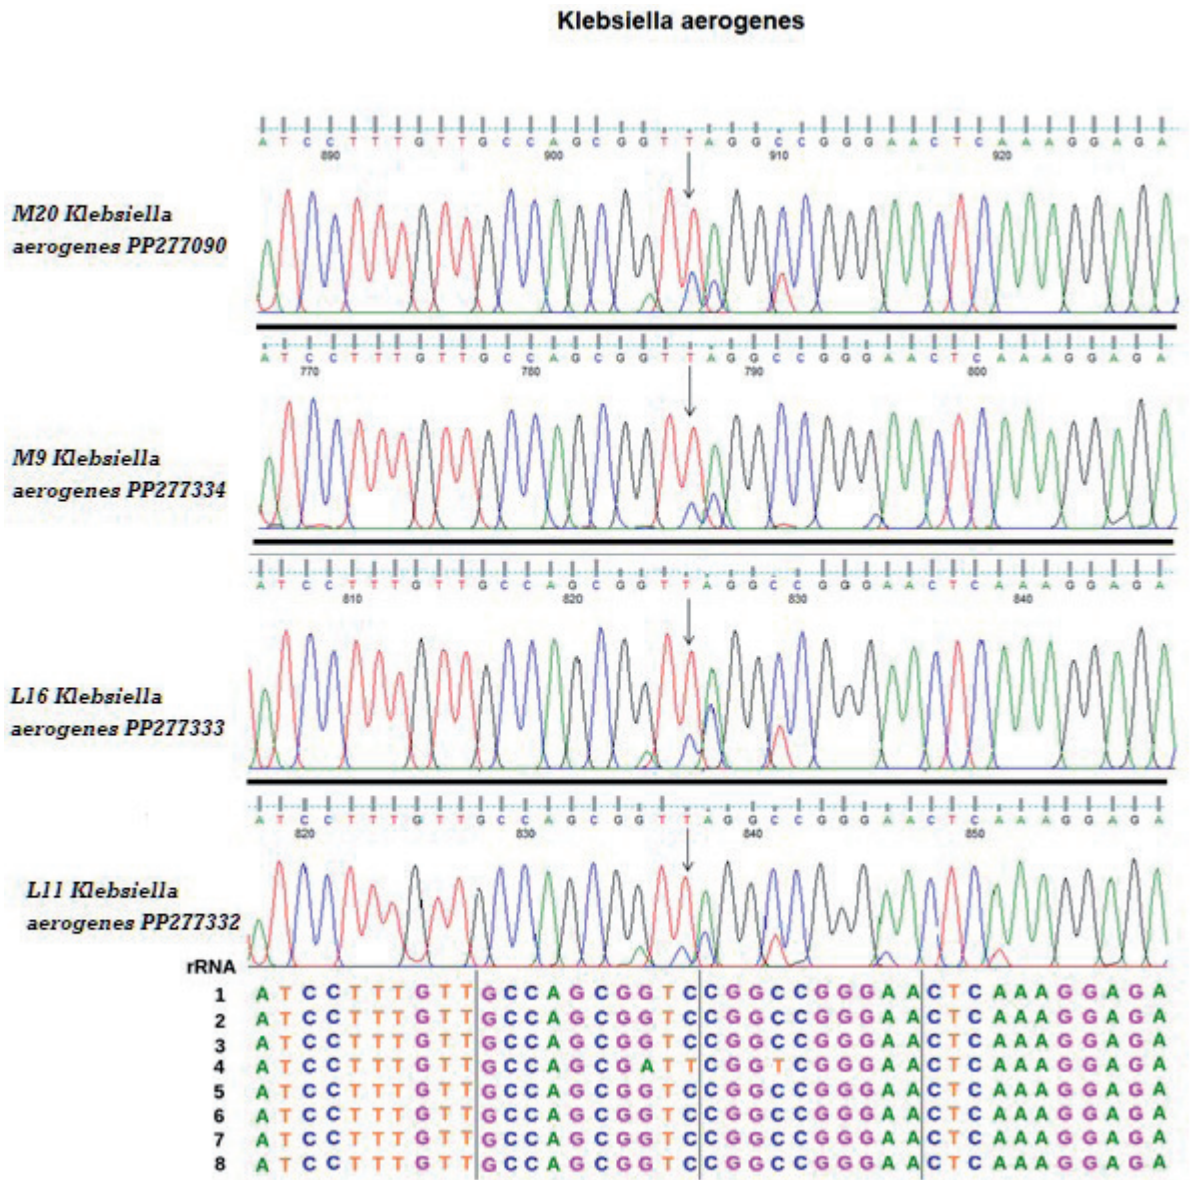 Klebsiella aerogenes
A T C C T T T G T T G C C A G C G G T T A G G C C G G G A A C T C A A A G G A G A
890 900 910 920
M20 Klebsiella
aerogenes PP277090
A T C C T T T G T T G C C A G C G G T T A G G C C G G G A A C T C A A A G G A G A
770 780 790 800
M9 Klebsiella
aerogenes PP277334
A T C C T T T G T T G C C A G C G G T T A G G C C G G G A A C T C A A A G G A G A
810 820 830 840
L16 Klebsiella
aerogenes PP277333
A T C C T T T G T T G C C A G C G G T T A G G C C G G G A A C T C A A A G G A G A
820 830 840 850
L11 Klebsiella
aerogenes PP277332
rRNA
1 A T C C T T T G T T G C C A G C G G T C C G G C C G G G A A C T C A A A G G A G A
2 A T C C T T T G T T G C C A G C G G T C C G G C C G G G A A C T C A A A G G A G A
3 A T C C T T T G T T G C C A G C G G T C C G G C C G G G A A C T C A A A G G A G A
4 A T C C T T T G T T G C C A G C G A T T C G G T C G G G A A C T C A A A G G A G A
5 A T C C T T T G T T G C C A G C G G T C C G G C C G G G A A C T C A A A G G A G A
6 A T C C T T T G T T G C C A G C G G T C C G G C C G G G A A C T C A A A G G A G A
7 A T C C T T T G T T G C C A G C G G T C C G G C C G G G A A C T C A A A G G A G A
8 A T C C T T T G T T G C C A G C G G T C C G G C C G G G A A C T C A A A G G A G A